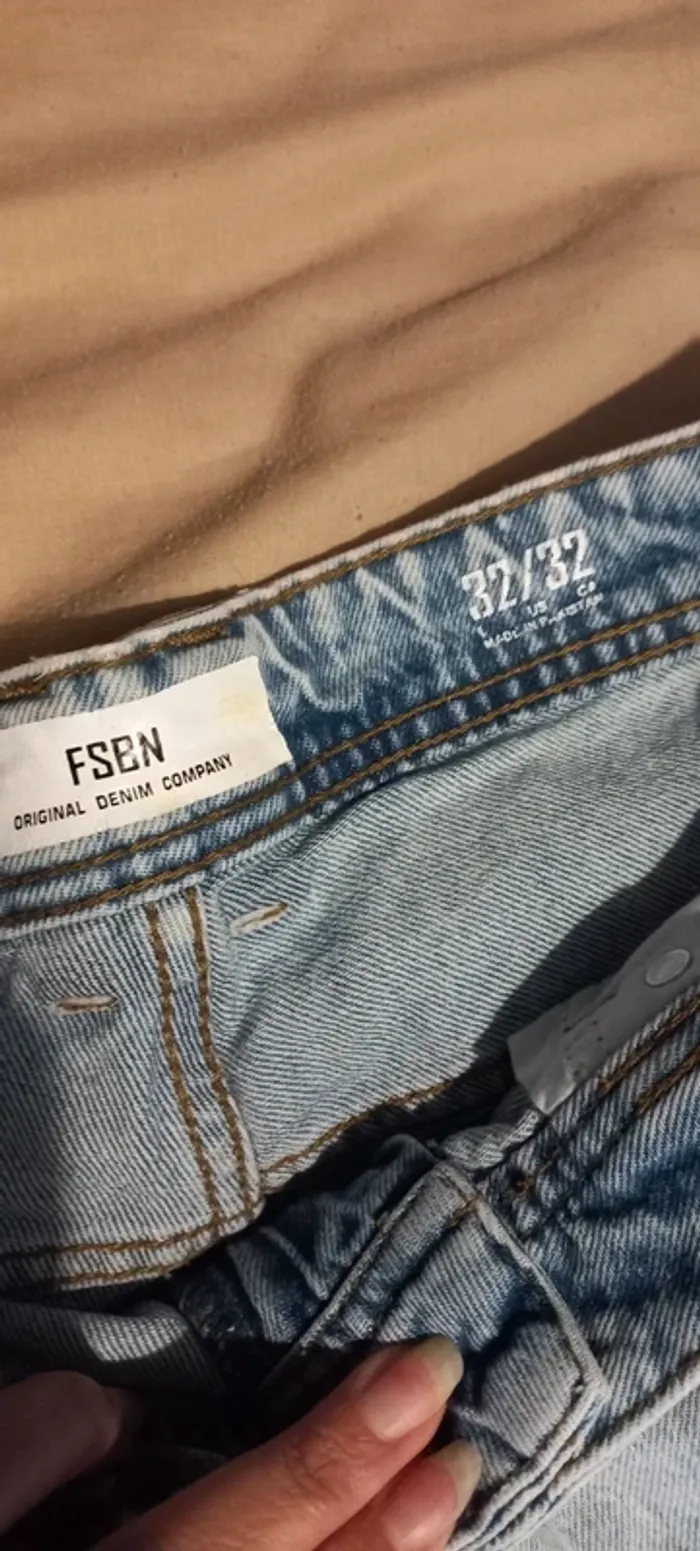 FSBN
ORIGINAL DENIM COMPANY
32/32
US CA
MADE IN PAKISTAN